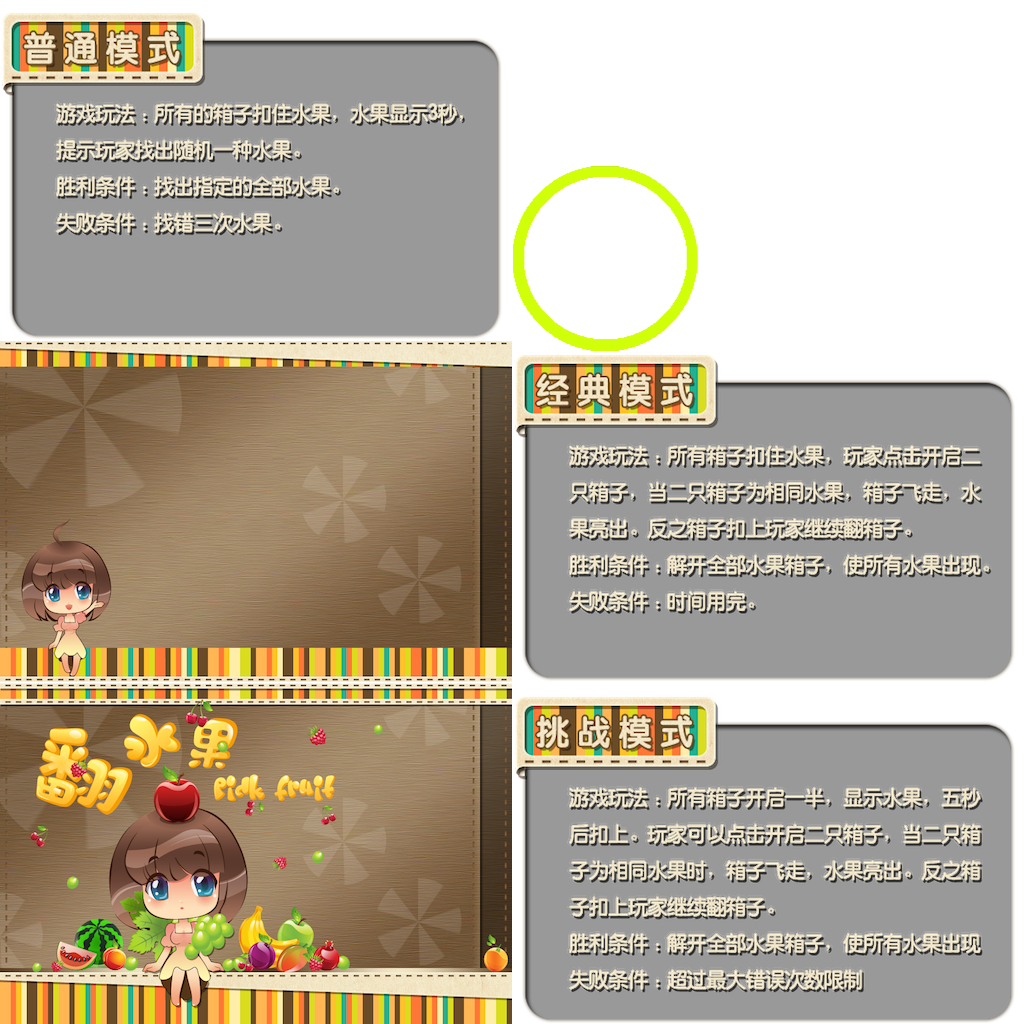 普通模式
游戏玩法：所有的箱子扣住水果，水果显示3秒，
提示玩家找出随机一种水果。
胜利条件：找出指定的全部水果。
失败条件：找错三次水果。
经典模式
游戏玩法：所有箱子扣住水果，玩家点击开启二
只箱子，当二只箱子为相同水果，箱子飞走，水
果亮出。反之箱子扣上玩家继续翻箱子。
胜利条件：解开全部水果箱子，使所有水果出现。
失败条件：时间用完。
翻水果
Pidk fruit
挑战模式
游戏玩法：所有箱子开启一半，显示水果，五秒
后扣上。玩家可以点击开启二只箱子，当二只箱
子为相同水果时，箱子飞走，水果亮出。反之箱
子扣上玩家继续翻箱子。
胜利条件：解开全部水果箱子，使所有水果出现
失败条件：超过最大错误次数限制